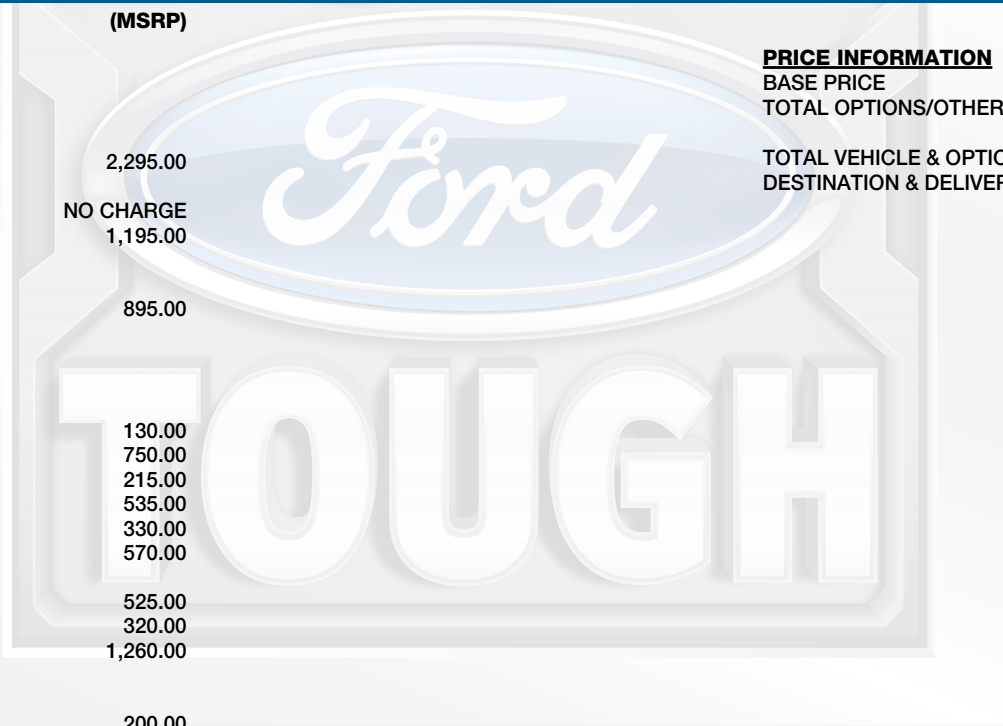 (MSRP)
2,295.00
NO CHARGE
1,195.00
895.00
130.00
750.00
215.00
535.00
330.00
570.00
525.00
320.00
1,260.00
200.00
PRICE INFORMATION
BASE PRICE
TOTAL OPTIONS/OTHER
TOTAL VEHICLE & OPTIO
DESTINATION & DELIVER
Ford
TOUGH